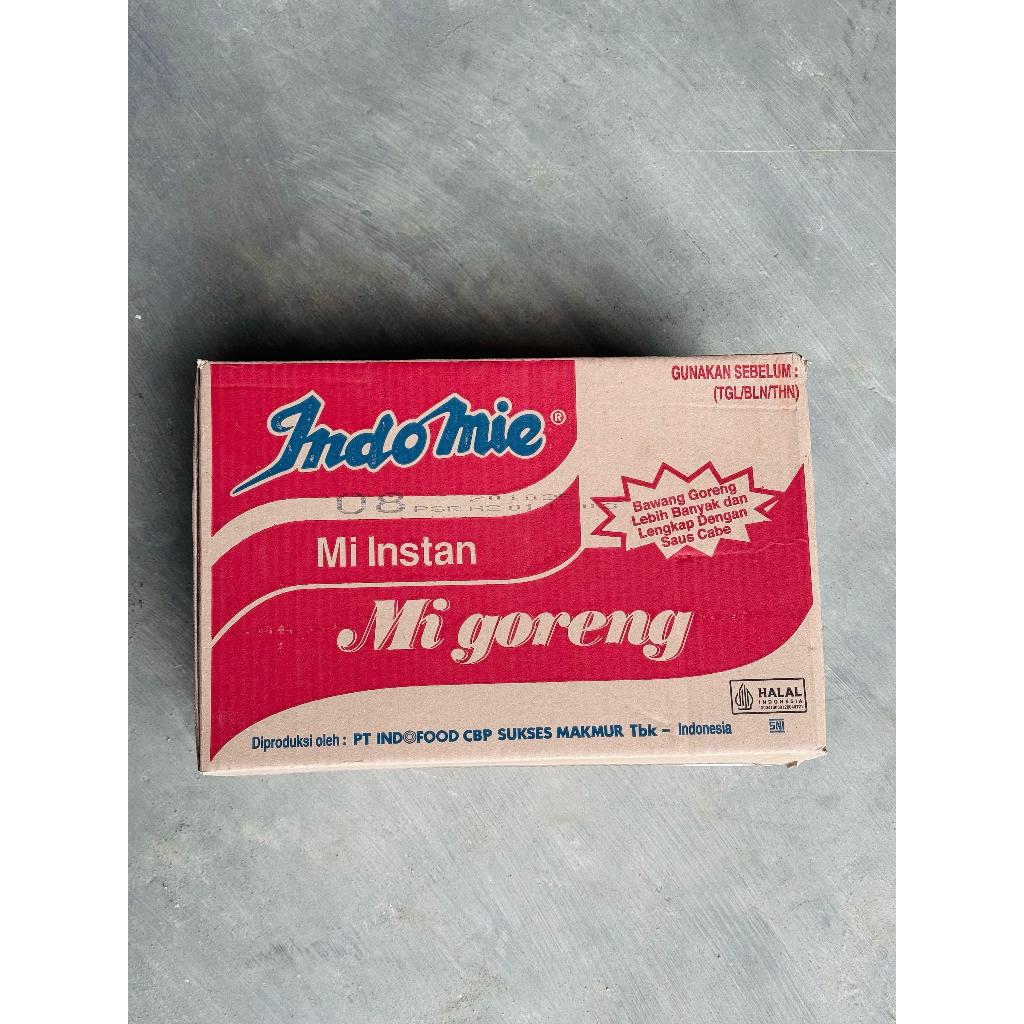 GUNAKAN SEBELUM :
(TGL/BLN/THN)
Indomie®
08
Bawang Goreng
Lebih Banyak dan
Lengkap Dengan
Saus Cabe
Mi Instan
Mi goreng
HALAL
INDONESIA
SNI
Diproduksi oleh : PT INDOFOOD CBP SUKSES MAKMUR Tbk – Indonesia